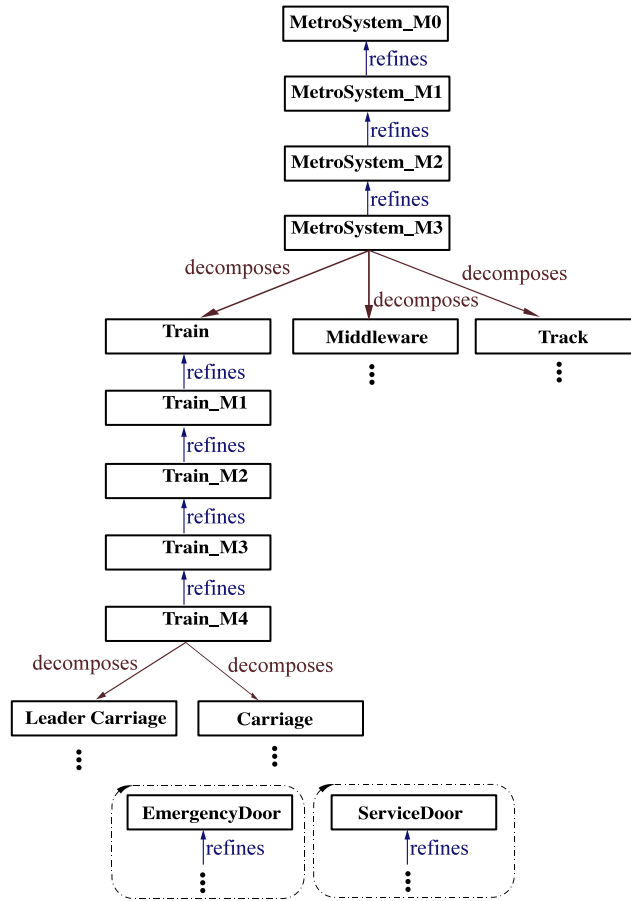 MetroSystem_M0
refines
MetroSystem_M1
refines
MetroSystem_M2
refines
MetroSystem_M3
decomposes
decomposes
decomposes
Train
Middleware
Track
refines
Train_M1
refines
Train_M2
refines
Train_M3
refines
Train_M4
decomposes
decomposes
Leader Carriage
Carriage
EmergencyDoor
ServiceDoor
refines
refines